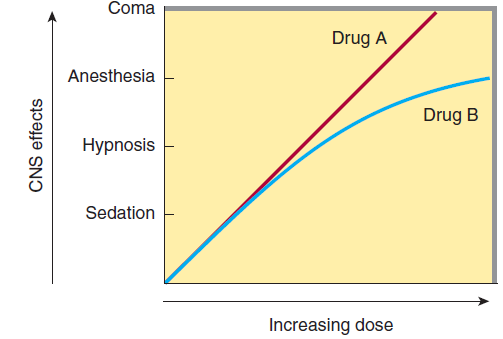 Coma
Drug A
Anesthesia
Drug B
Hypnosis
Sedation
CNS effects
Increasing dose